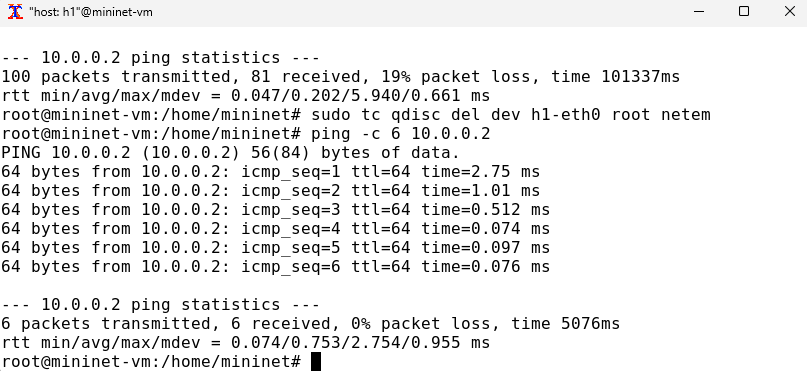 "host: h1"@mininet-vm
--- 10.0.0.2 ping statistics ---
100 packets transmitted, 81 received, 19% packet loss, time 101337ms
rtt min/avg/max/mdev = 0.047/0.202/5.940/0.661 ms
root@mininet-vm:/home/mininet# sudo tc qdisc del dev h1-eth0 root netem
root@mininet-vm:/home/mininet# ping -c 6 10.0.0.2
PING 10.0.0.2 (10.0.0.2) 56(84) bytes of data.
64 bytes from 10.0.0.2: icmp_seq=1 ttl=64 time=2.75 ms
64 bytes from 10.0.0.2: icmp_seq=2 ttl=64 time=1.01 ms
64 bytes from 10.0.0.2: icmp_seq=3 ttl=64 time=0.512 ms
64 bytes from 10.0.0.2: icmp_seq=4 ttl=64 time=0.074 ms
64 bytes from 10.0.0.2: icmp_seq=5 ttl=64 time=0.097 ms
64 bytes from 10.0.0.2: icmp_seq=6 ttl=64 time=0.076 ms
--- 10.0.0.2 ping statistics ---
6 packets transmitted, 6 received, 0% packet loss, time 5076ms
rtt min/avg/max/mdev = 0.074/0.753/2.754/0.955 ms
root@mininet-vm:/home/mininet#